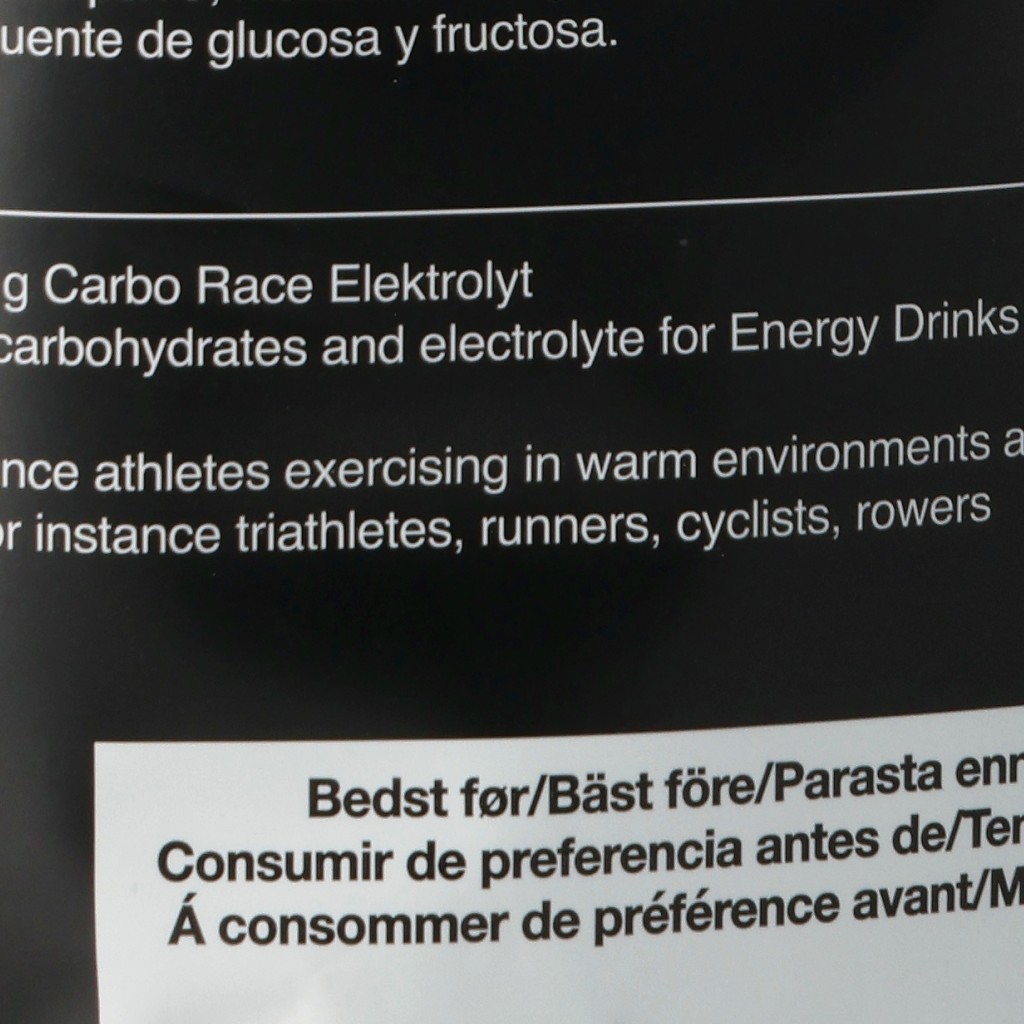 uente de glucosa y fructosa.
g Carbo Race Elektrolyt
carbohydrates and electrolyte for Energy Drinks
nce athletes exercising in warm environments a
or instance triathletes, runners, cyclists, rowers
Bedst før/Bäst före/Parasta enn
Consumir de preferencia antes de/Ter
Á consommer de préférence avant/M